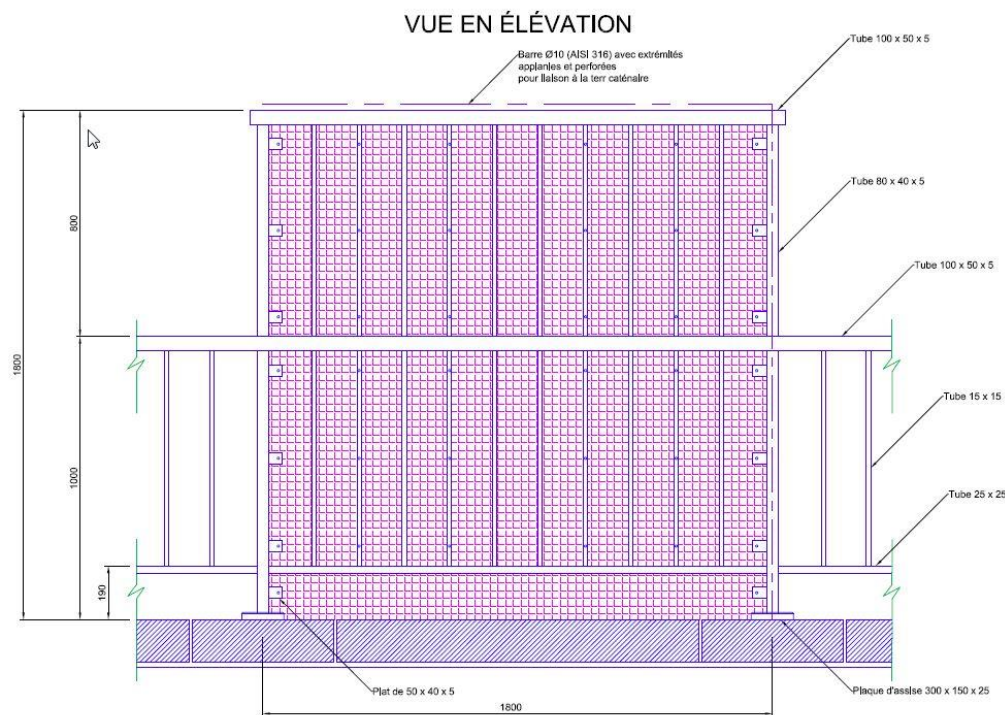 VUE EN ÉLÉVATION
Barre Ø10 (AISI 316) avec extrémités
applanies et perforées
pour liaison à la terr caténaire
Tube 100 x 50 x 5
Tube 80 x 40 x 5
Tube 100 x 50 x 5
Tube 15 x 15
Tube 25 x 25
800
1800
1000
190
Plat de 50 x 40 x 5
1800
Plaque d'assise 300 x 150 x 25